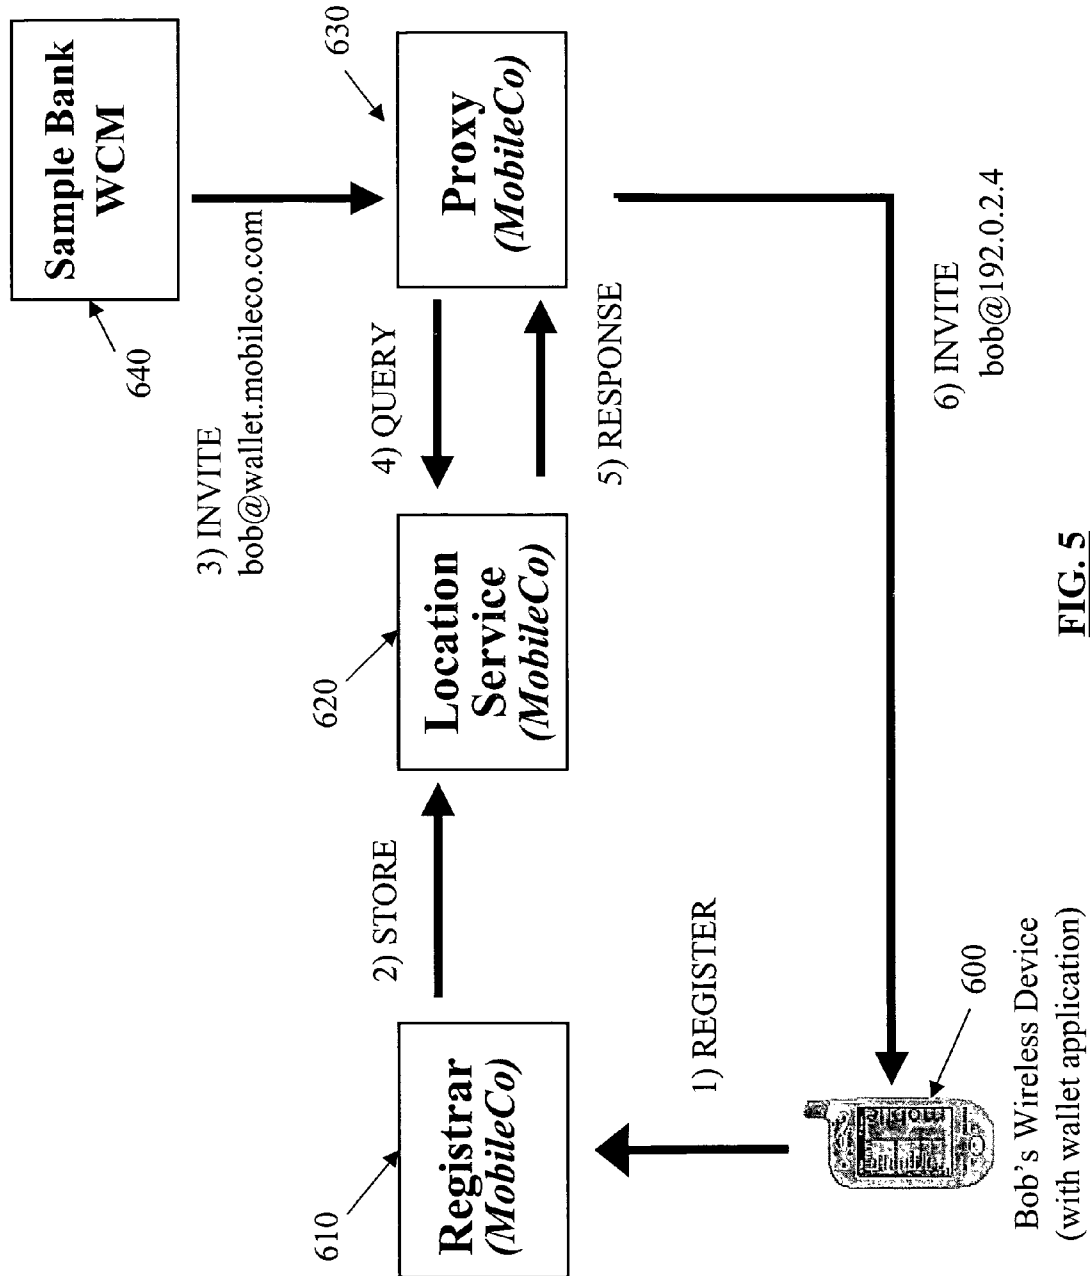 Sample Bank
WCM
640
3) INVITE
bob@wallet.mobileco.com
630
Proxy
(MobileCo)
4) QUERY
5) RESPONSE
620
Location
Service
(MobileCo)
2) STORE
610
Registrar
(MobileCo)
1) REGISTER
6) INVITE
bob@192.0.2.4
600
mobile
Bob's Wireless Device
(with wallet application)
FIG. 5